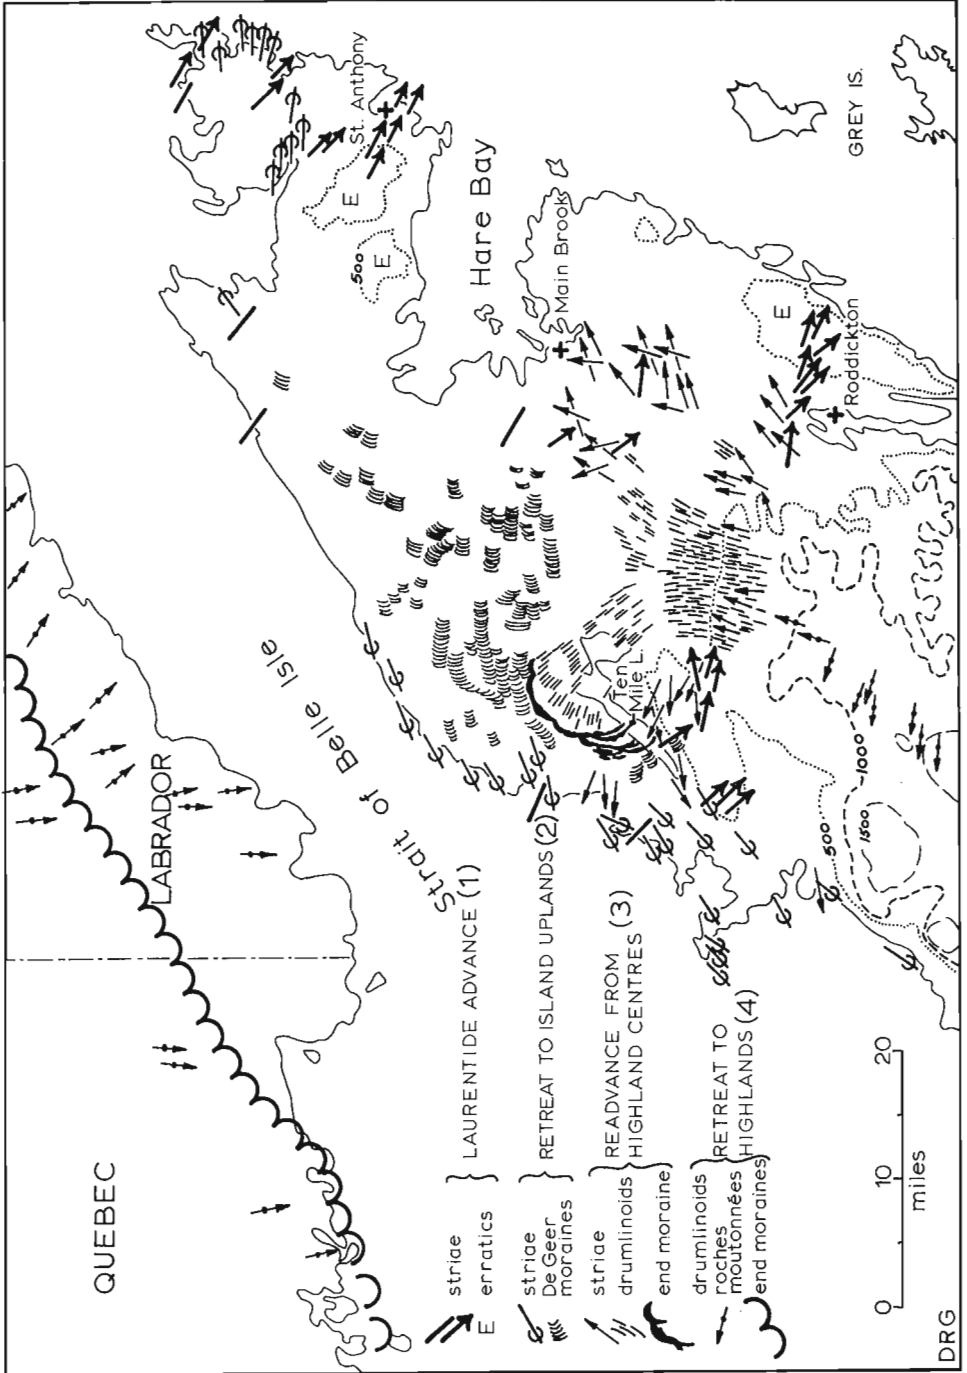 QUEBEC
LABRADOR
Strait of Belle Isle
St. Anthony
Hare Bay
Main Brook
GREY IS.
Roddickton
Ten
Mile L.
E
E
E
500
500
1000
1500
striae
erratics
E
LAURENTIDE ADVANCE (1)
striae
De Geer
moraines
RETREAT TO ISLAND UPLANDS (2)
striae
drumlinoids
end moraine
READVANCE FROM
HIGHLAND CENTRES (3)
drumlinoids
roches
moutonnées
end moraines
RETREAT TO
HIGHLANDS (4)
0 10 20
miles
DRG